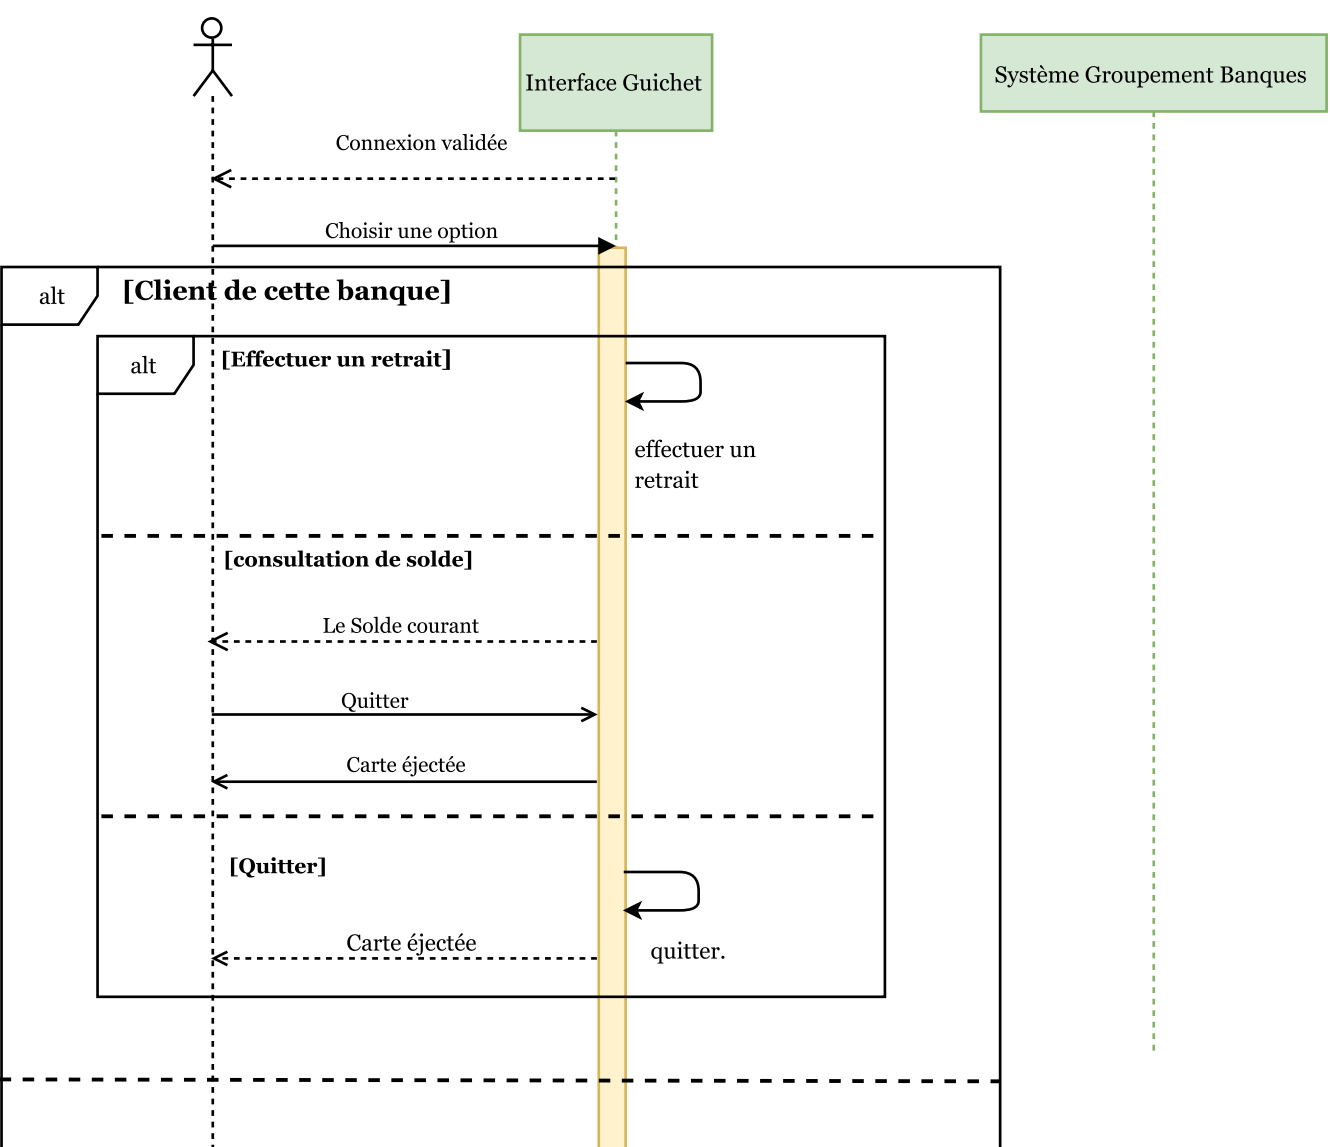 Interface Guichet
Système Groupement Banques
Connexion validée
Choisir une option
alt
[Client de cette banque]
alt
[Effectuer un retrait]
effectuer un
retrait
[consultation de solde]
Le Solde courant
Quitter
Carte éjectée
[Quitter]
Carte éjectée
quitter.